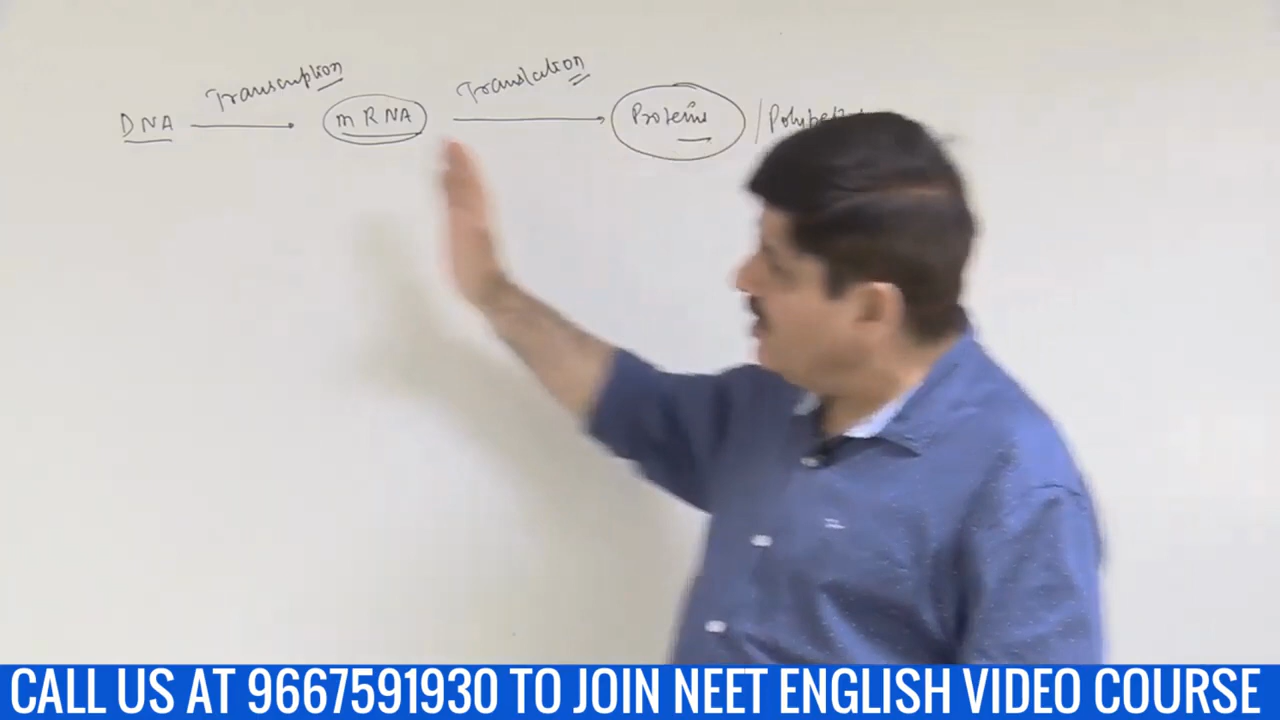 Transcription Translation
DNA mRNA Proteins /
CALL US AT 9667591930 TO JOIN NEET ENGLISH VIDEO COURSE